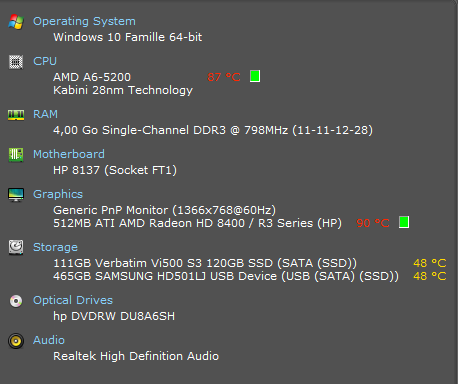 Operating System
Windows 10 Famille 64-bit
CPU
AMD A6-5200 87 °C
Kabini 28nm Technology
RAM
4,00 Go Single-Channel DDR3 @ 798MHz (11-11-12-28)
Motherboard
HP 8137 (Socket FT1)
Graphics
Generic PnP Monitor (1366x768@60Hz)
512MB ATI AMD Radeon HD 8400 / R3 Series (HP) 90 °C
Storage
111GB Verbatim Vi500 S3 120GB SSD (SATA (SSD)) 48 °C
465GB SAMSUNG HD501LJ USB Device (USB (SATA) (SSD)) 48 °C
Optical Drives
hp DVDRW DU8A6SH
Audio
Realtek High Definition Audio